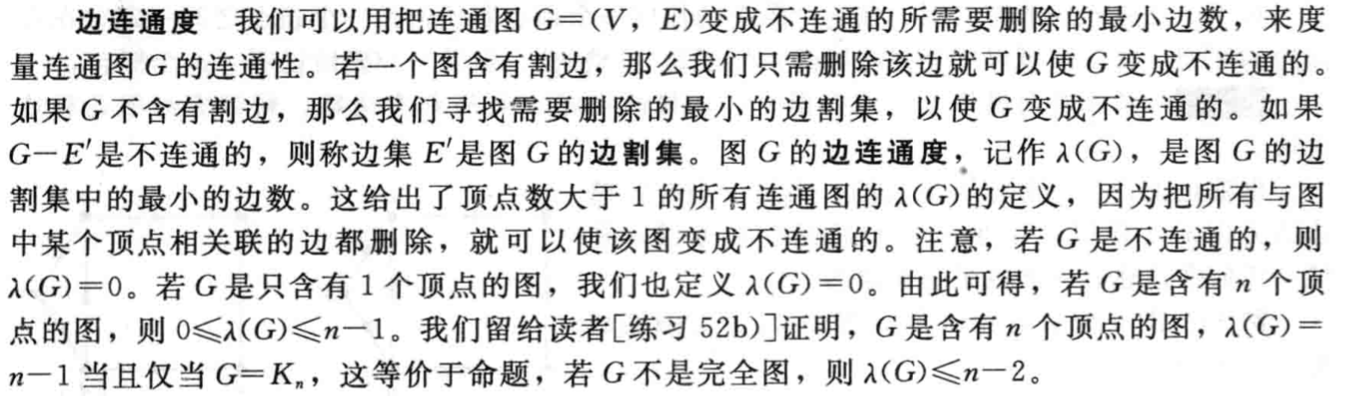 边连通度 我们可以用把连通图 G=(V, E)变成不连通的所需要删除的最小边数，来度
量连通图 G 的连通性。若一个图含有割边，那么我们只需删除该边就可以使 G 变成不连通的。
如果 G 不含有割边，那么我们寻找需要删除的最小的边割集，以使 G 变成不连通的。如果
G−E′是不连通的，则称边集 E′是图 G 的边割集。图 G 的边连通度，记作 λ(G)，是图 G 的边
割集中的最小的边数。这给出了顶点数大于 1 的所有连通图的 λ(G)的定义，因为把所有与图
中某个顶点相关联的边都删除，就可以使该图变成不连通的。注意，若 G 是不连通的，则
λ(G)=0。若 G 是只含有 1 个顶点的图，我们也定义 λ(G)=0。由此可得，若 G 是含有 n 个顶
点的图，则 0≤λ(G)≤n−1。我们留给读者[练习 52b)]证明，G 是含有 n 个顶点的图，λ(G)=
n−1 当且仅当 G=Kₙ，这等价于命题，若 G 不是完全图，则 λ(G)≤n−2。